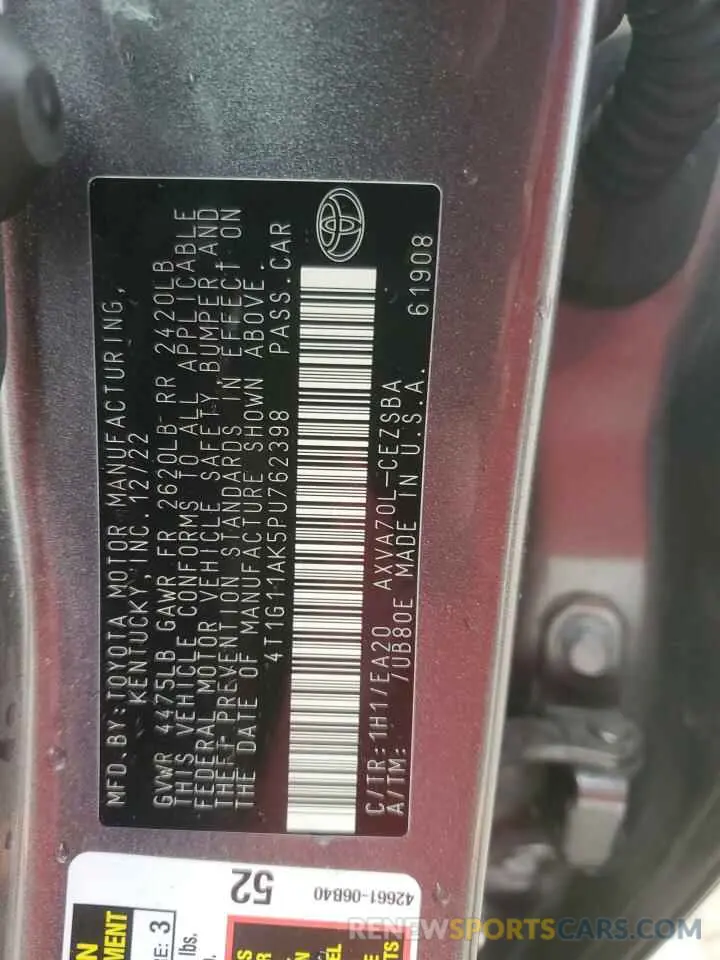 MFD. BY: TOYOTA MOTOR MANUFACTURING,
KENTUCKY, INC. 12/22
GVWR 4475LB GAWR FR 2620LB RR 2420LB
THIS VEHICLE CONFORMS TO ALL APPLICABLE
FEDERAL MOTOR VEHICLE SAFETY, BUMPER, AND
THEFT PREVENTION STANDARDS IN EFFECT ON
THE DATE OF MANUFACTURE SHOWN ABOVE.
4T1G11AK5PU762398 PASS. CAR
C/TR: 1H1/EA20 AXVA70L-CEZSBA
A/TM: /UB80E MADE IN U.S.A. 61908
52
42661-06B40
MENT
3
lbs.
RENEWSPORTSCARS.COM